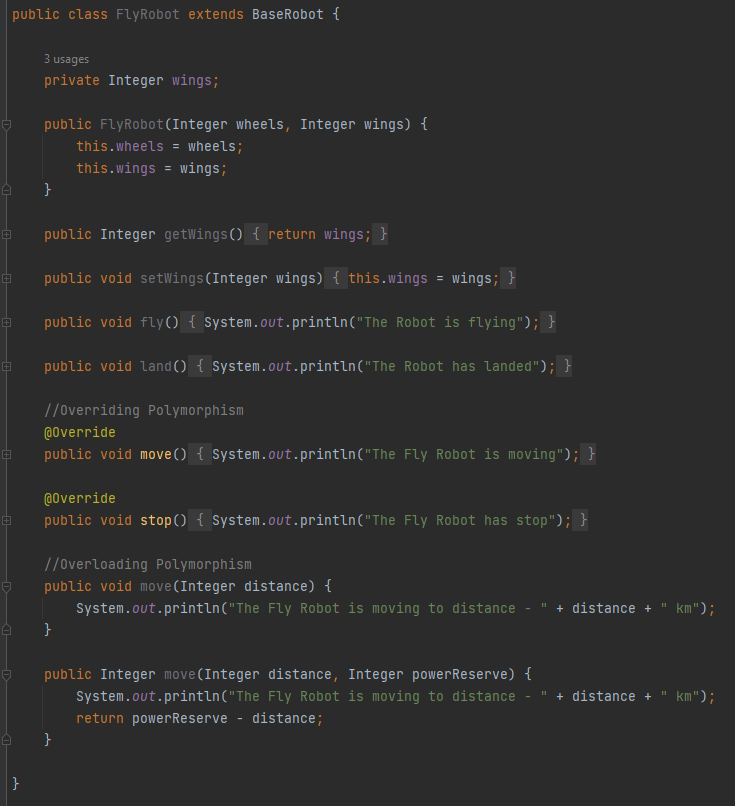 public class FlyRobot extends BaseRobot {
3 usages
private Integer wings;
public FlyRobot(Integer wheels, Integer wings) {
this.wheels = wheels;
this.wings = wings;
}
public Integer getWings() { return wings; }
public void setWings(Integer wings) { this.wings = wings; }
public void fly() { System.out.println("The Robot is flying"); }
public void land() { System.out.println("The Robot has landed"); }
//Overriding Polymorphism
@Override
public void move() { System.out.println("The Fly Robot is moving"); }
@Override
public void stop() { System.out.println("The Fly Robot has stop"); }
//Overloading Polymorphism
public void move(Integer distance) {
System.out.println("The Fly Robot is moving to distance - " + distance + " km");
}
public Integer move(Integer distance, Integer powerReserve) {
System.out.println("The Fly Robot is moving to distance - " + distance + " km");
return powerReserve - distance;
}
}